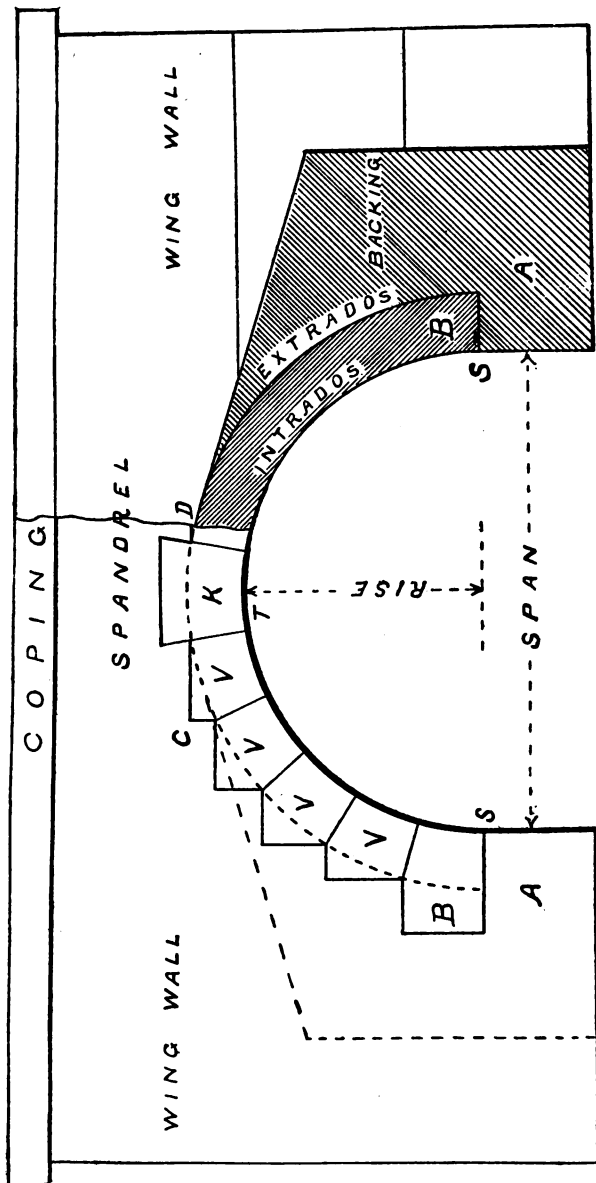 COPING
SPANDREL
WING WALL
WING WALL
D
C
K
V
V
V
V
T
EXTRADOS
INTRADOS
BACKING
RISE
B
B
S
S
A
A
SPAN